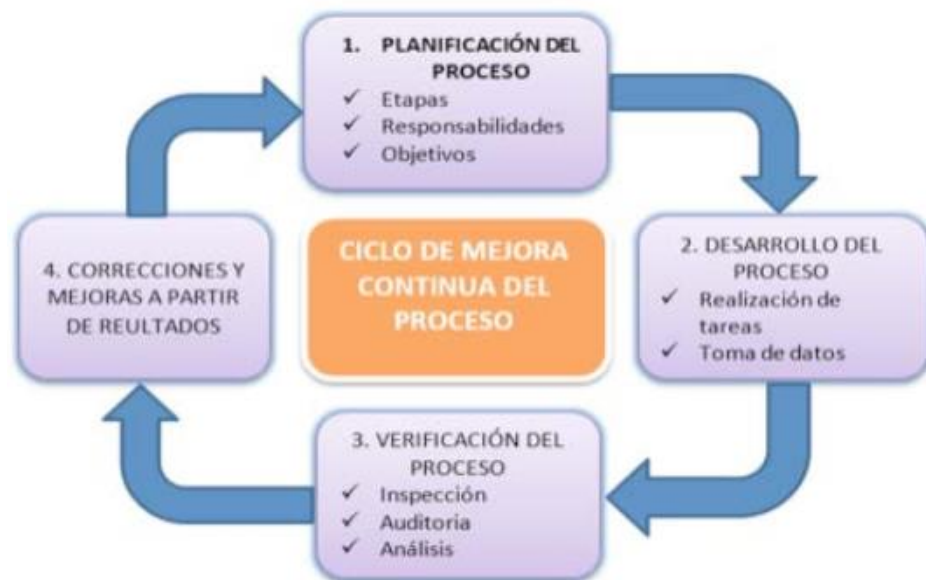 1. PLANIFICACIÓN DEL
PROCESO
✓ Etapas
✓ Responsabilidades
✓ Objetivos
2. DESARROLLO DEL
PROCESO
✓ Realización de
tareas
✓ Toma de datos
3. VERIFICACIÓN DEL
PROCESO
✓ Inspección
✓ Auditoria
✓ Análisis
4. CORRECCIONES Y
MEJORAS A PARTIR
DE REULTADOS
CICLO DE MEJORA
CONTINUA DEL
PROCESO